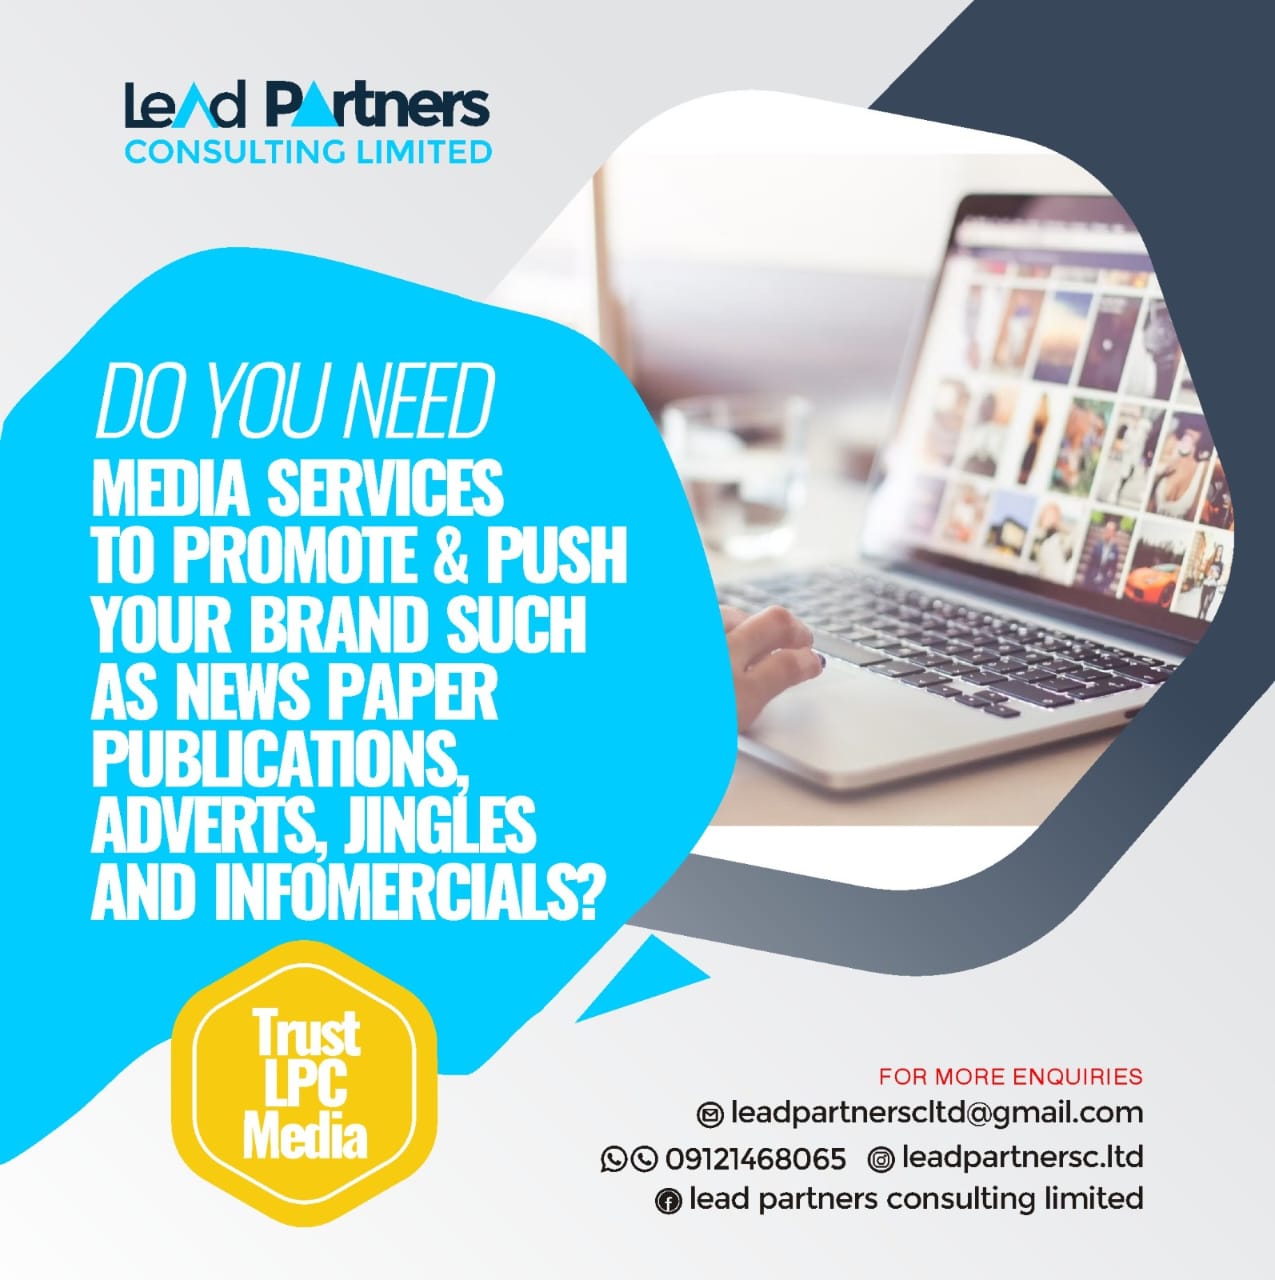 Lead Partners
CONSULTING LIMITED
DO YOU NEED
MEDIA SERVICES
TO PROMOTE & PUSH
YOUR BRAND SUCH
AS NEWS PAPER
PUBLICATIONS,
ADVERTS, JINGLES
AND INFOMERCIALS?
Trust
LPC
Media
FOR MORE ENQUIRIES
leadpartnerscltd@gmail.com
09121468065 leadpartnersc.ltd
lead partners consulting limited